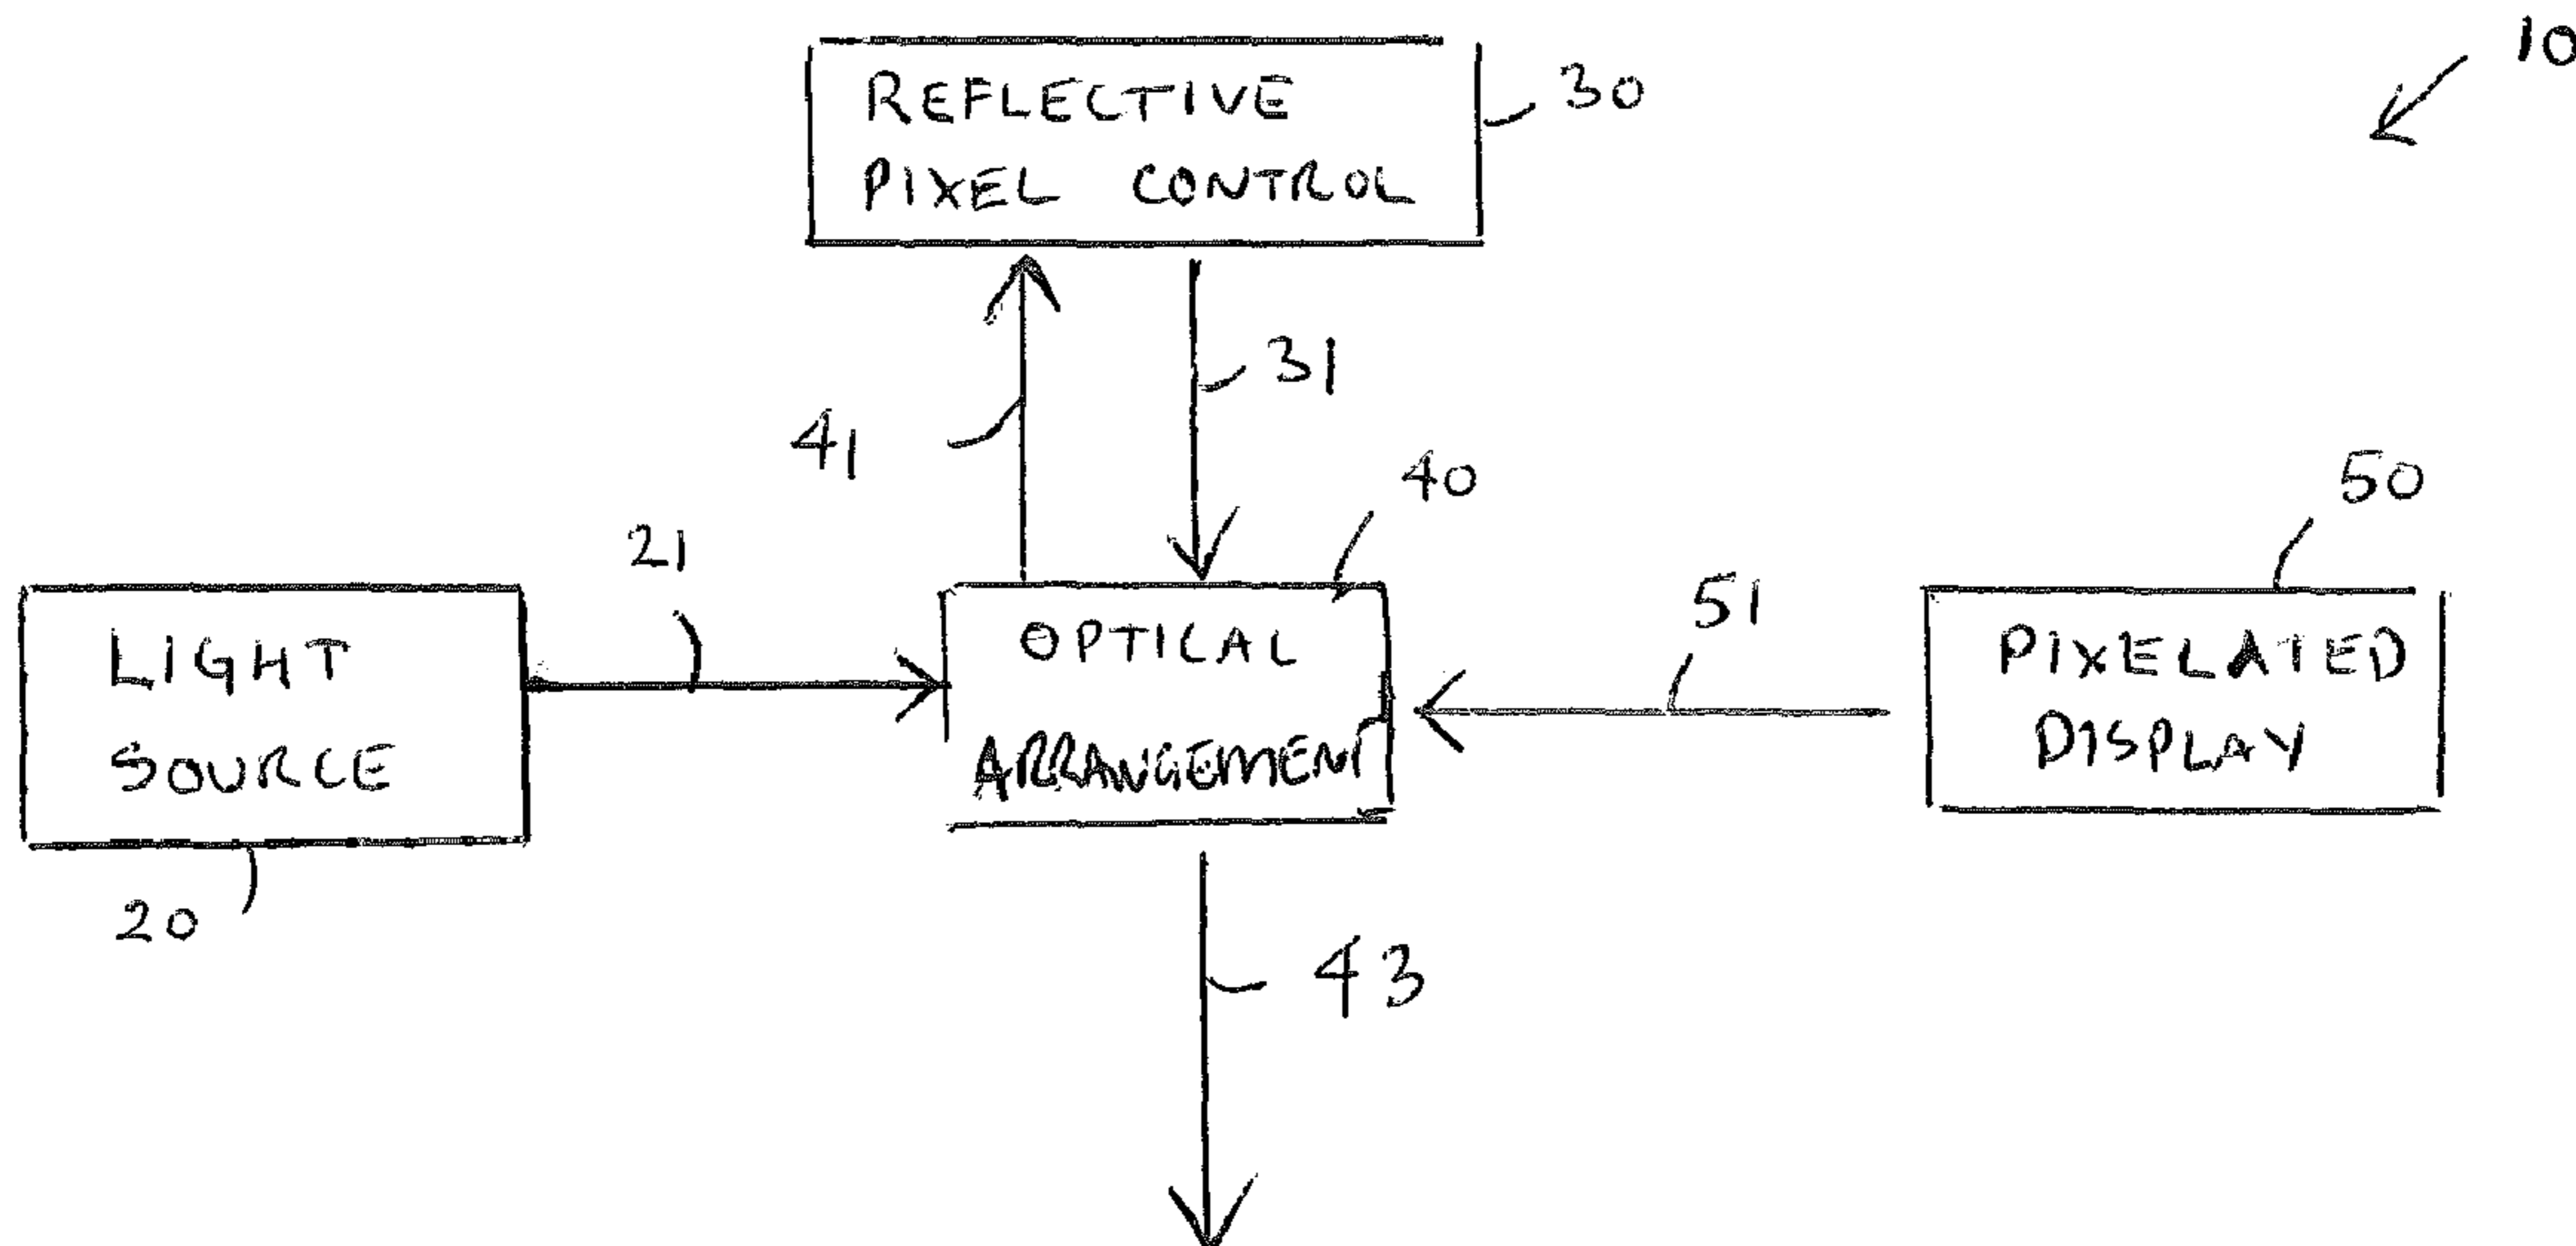 10
REFLECTIVE
PIXEL CONTROL
30
31
41
40
50
21
51
LIGHT
SOURCE
OPTICAL
ARRANGEMENT
PIXELATED
DISPLAY
20
43